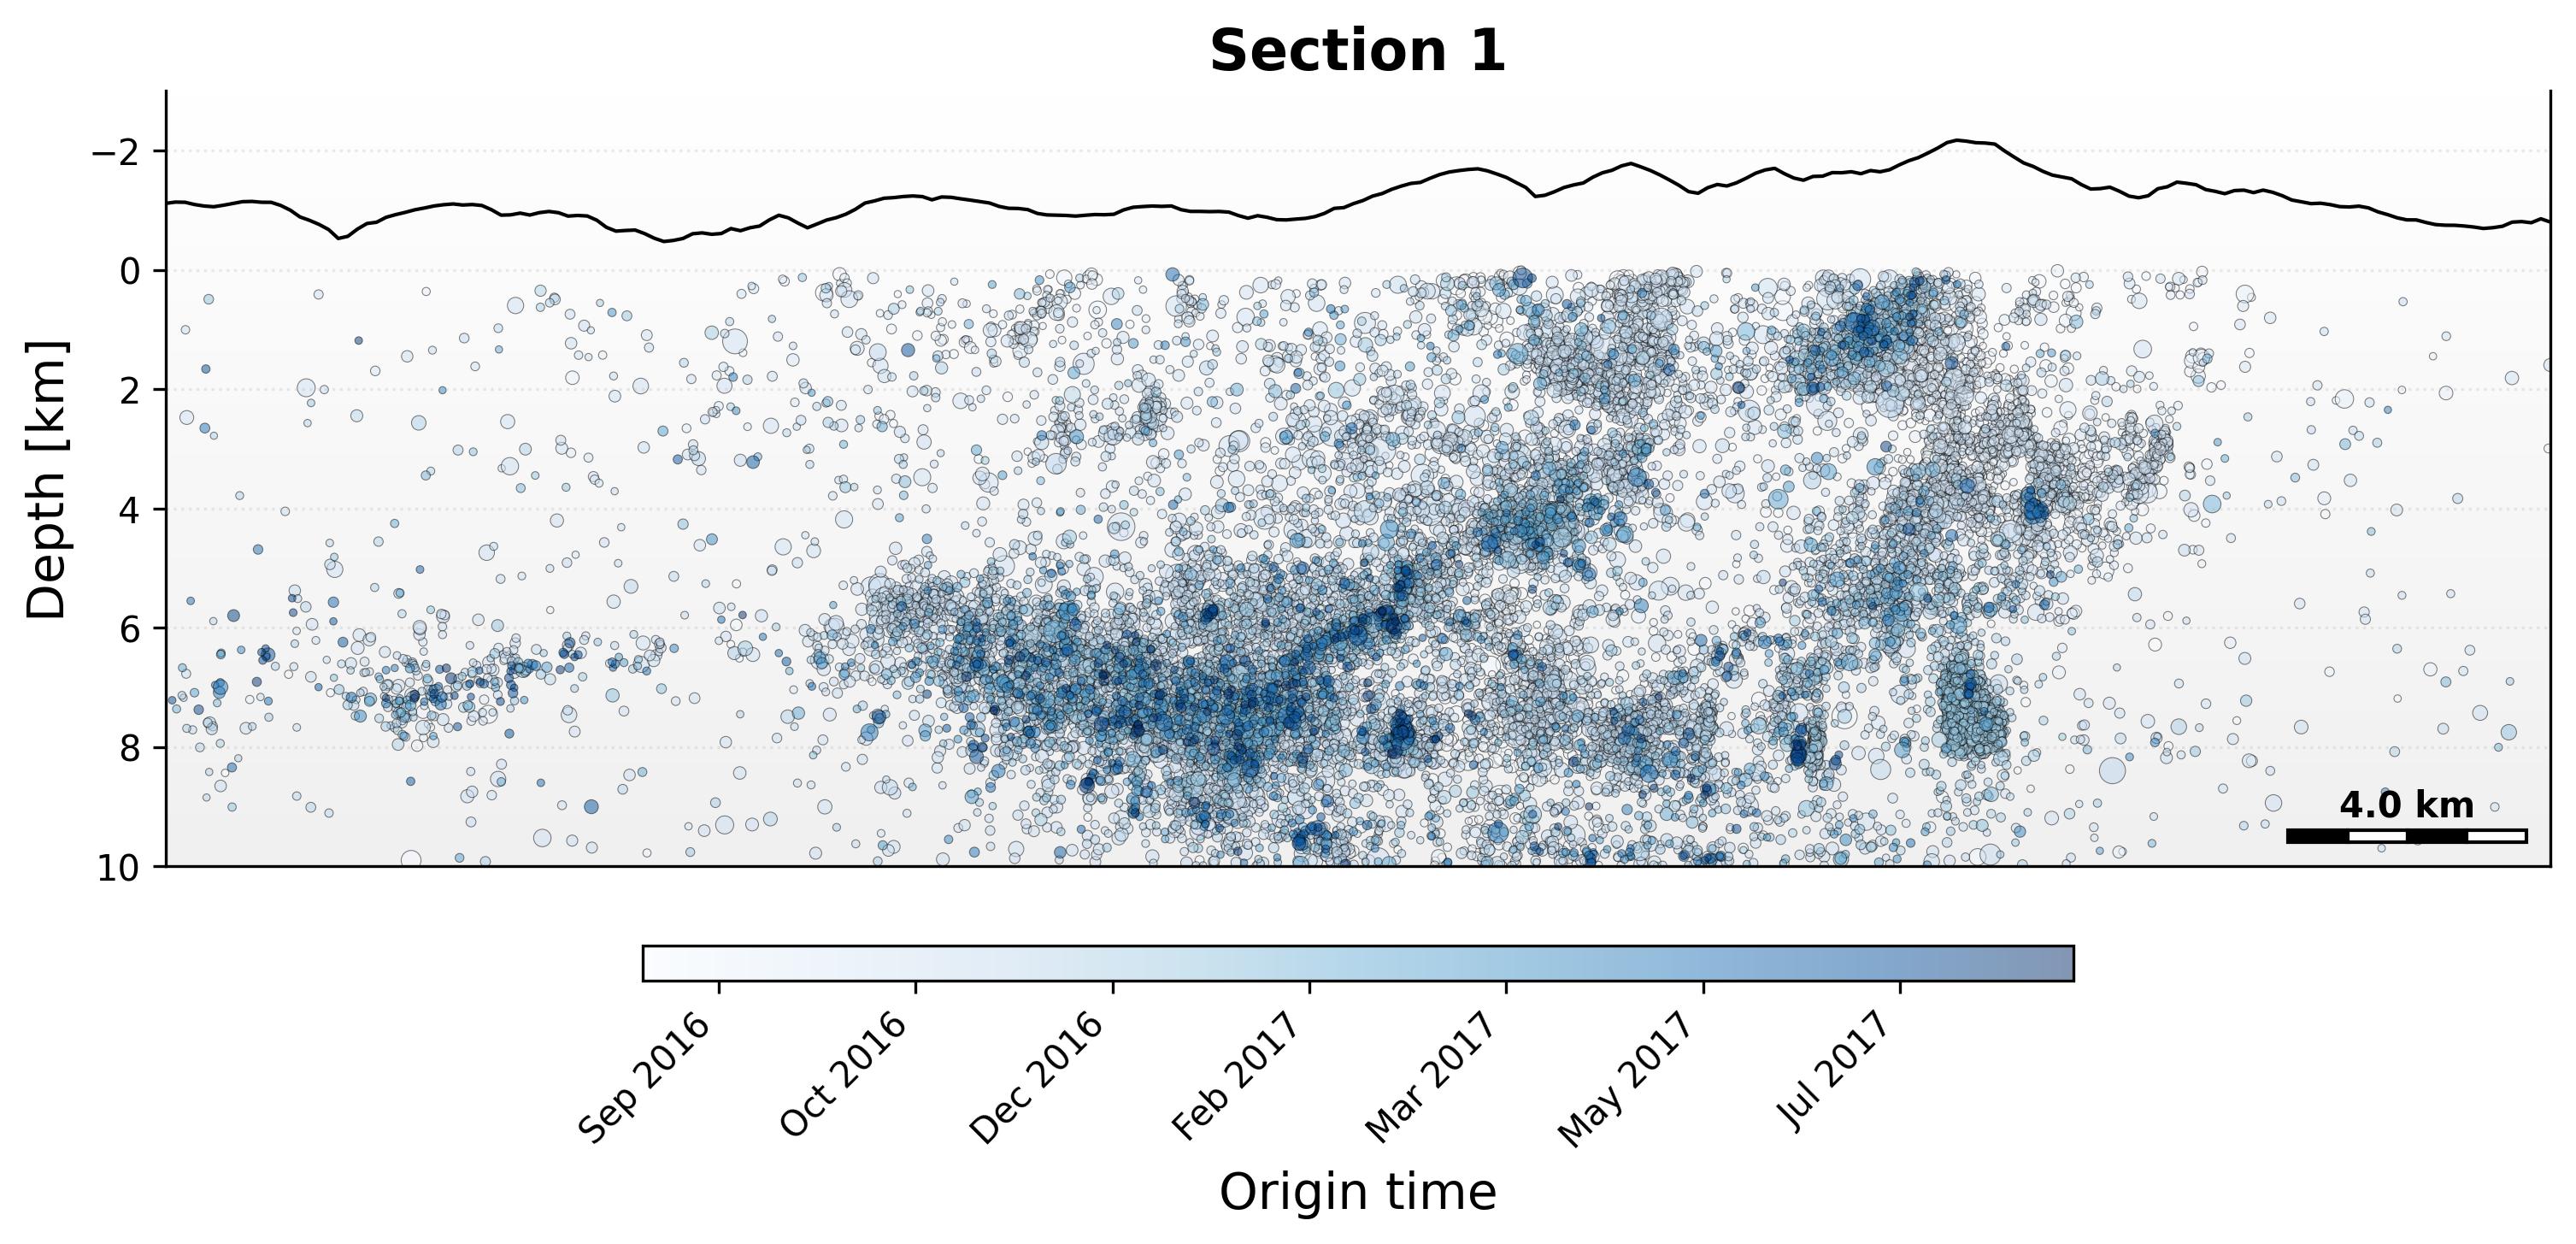 Section 1
Depth [km]
−2
0
2
4
6
8
10
4.0 km
Sep 2016
Oct 2016
Dec 2016
Feb 2017
Mar 2017
May 2017
Jul 2017
Origin time